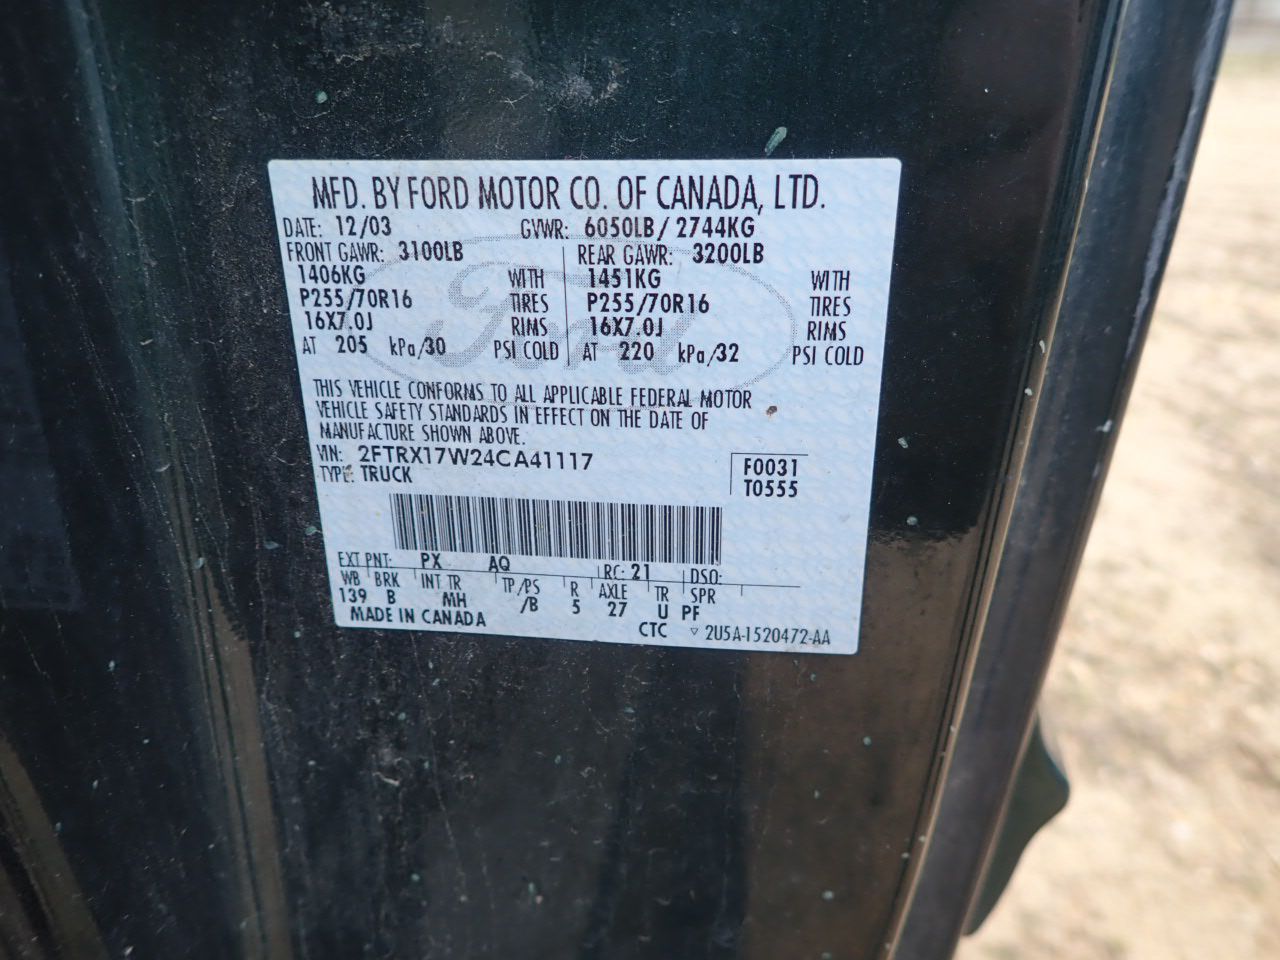 MFD. BY FORD MOTOR CO. OF CANADA, LTD.
DATE: 12/03 GVWR: 6050LB/ 2744KG
FRONT GAWR: 3100LB REAR GAWR: 3200LB
1406KG WITH 1451KG WITH
P255/70R16 TIRES P255/70R16 TIRES
16X7.0J RIMS 16X7.0J RIMS
AT 205 kPa/30 PSI COLD AT 220 kPa/32 PSI COLD
Ford
THIS VEHICLE CONFORMS TO ALL APPLICABLE FEDERAL MOTOR
VEHICLE SAFETY STANDARDS IN EFFECT ON THE DATE OF
MANUFACTURE SHOWN ABOVE.
VIN: 2FTRX17W24CA41117 F0031
TYPE: TRUCK T0555
EXT PNT: PX AQ RC: 21 DSO:
WB BRK INT TR TP/PS R AXLE TR SPR
139 B MH /B 5 27 U PF
MADE IN CANADA CTC ▽ 2U5A-1520472-AA